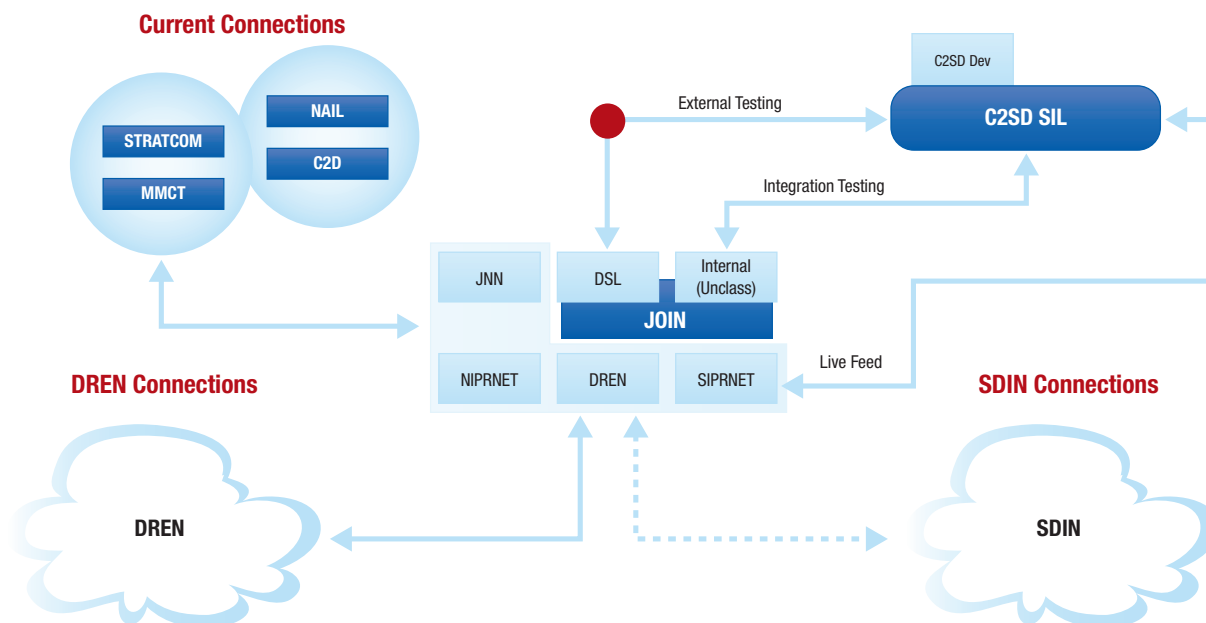 Current Connections
C2SD Dev
NAIL
External Testing
C2SD SIL
STRATCOM
C2D
MMCT
Integration Testing
JNN
DSL
Internal
(Unclass)
JOIN
Live Feed
NIPRNET
DREN
SIPRNET
DREN Connections
SDIN Connections
DREN
SDIN